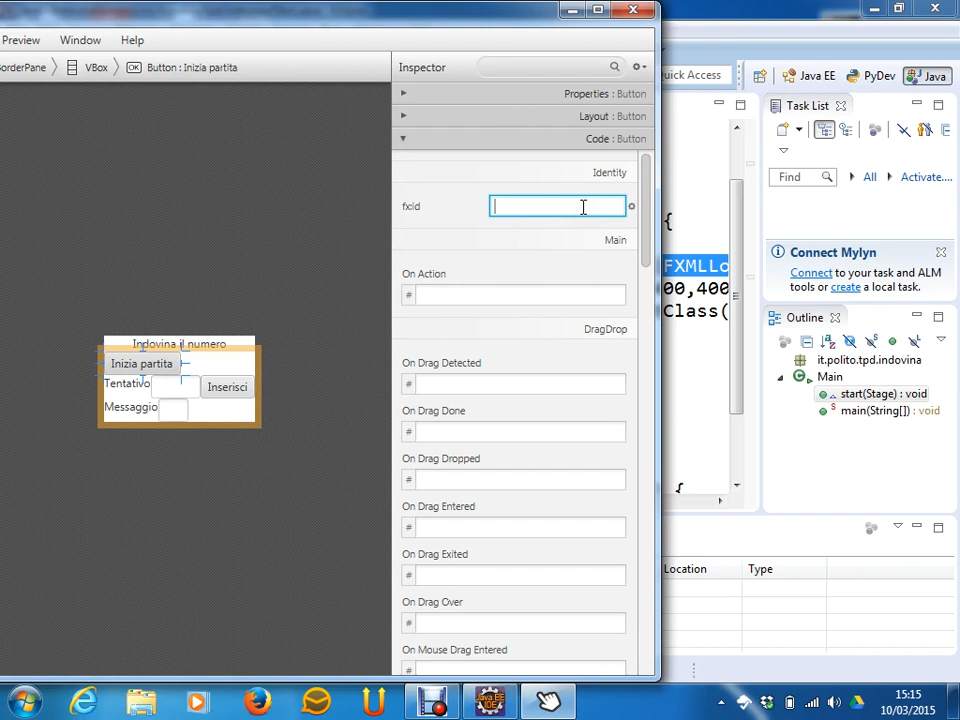 Preview Window Help
BorderPane VBox OK Button : Inizia partita
Inspector
Properties : Button
Layout : Button
Code : Button
Identity
fx:id
Main
On Action
#
DragDrop
On Drag Detected
#
On Drag Done
#
On Drag Dropped
#
On Drag Entered
#
On Drag Exited
#
On Drag Over
#
On Mouse Drag Entered
#
Indovina il numero
Inizia partita
Tentativo Inserisci
Messaggio
Quick Access Java EE PyDev Java
{
FXMLLo
00,400
Class(
{
Task List
Find All Activate...
Connect Mylyn
Connect to your task and ALM
tools or create a local task.
Outline
it.polito.tpd.indovina
Main
start(Stage) : void
main(String[]) : void
Location Type
15:15
10/03/2015